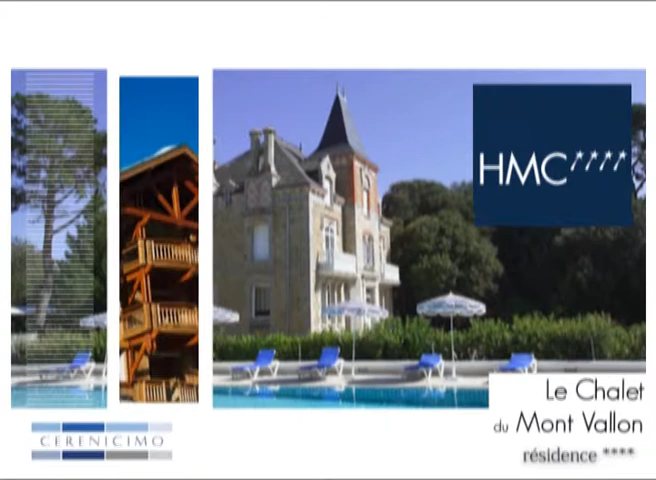 HMC****
Le Chalet
du Mont Vallon
résidence ****
CERENICIMO